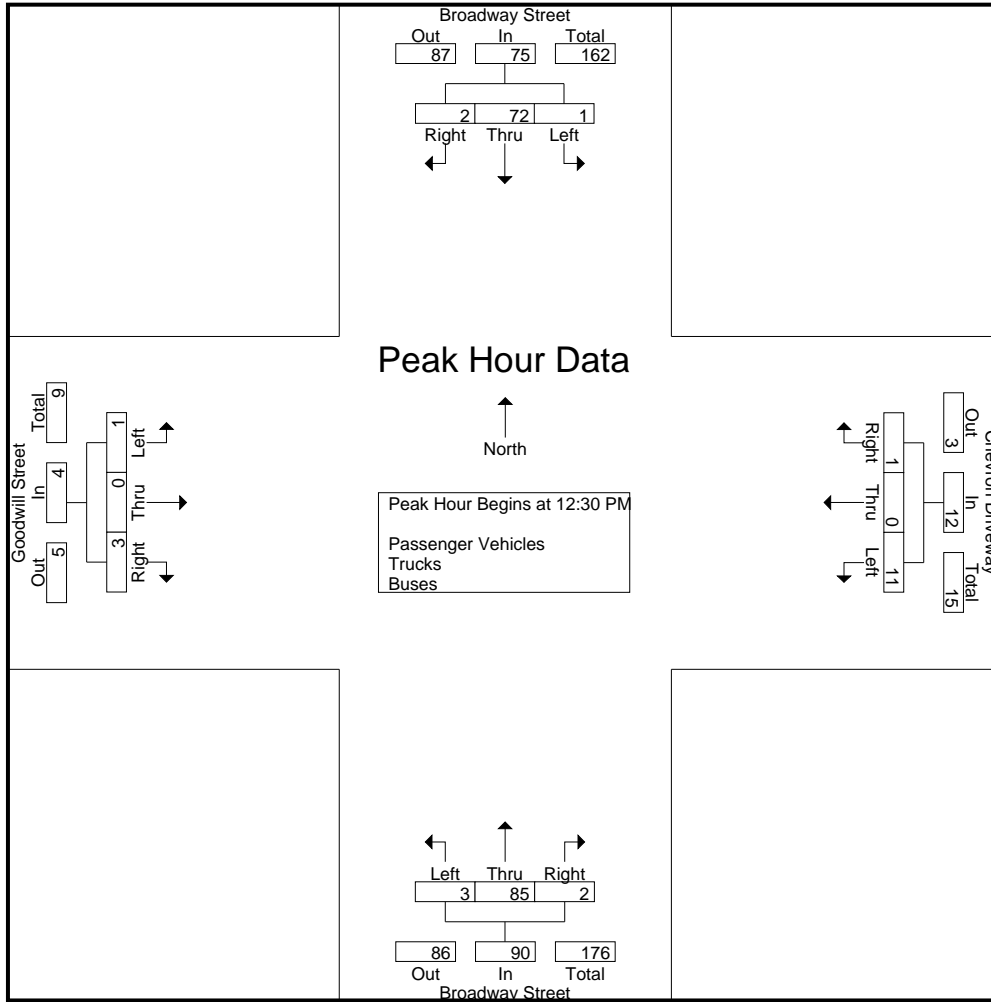 Broadway Street
Out In Total
87 75 162
2 72 1
Right Thru Left
Peak Hour Data
North
Peak Hour Begins at 12:30 PM
Passenger Vehicles
Trucks
Buses
Goodwill Street
Total In Out
9 4 5
1 0 3
Left Thru Right
Chevron Driveway
Out In Total
3 12 15
1 0 11
Right Thru Left
Left Thru Right
3 85 2
86 90 176
Out In Total
Broadway Street